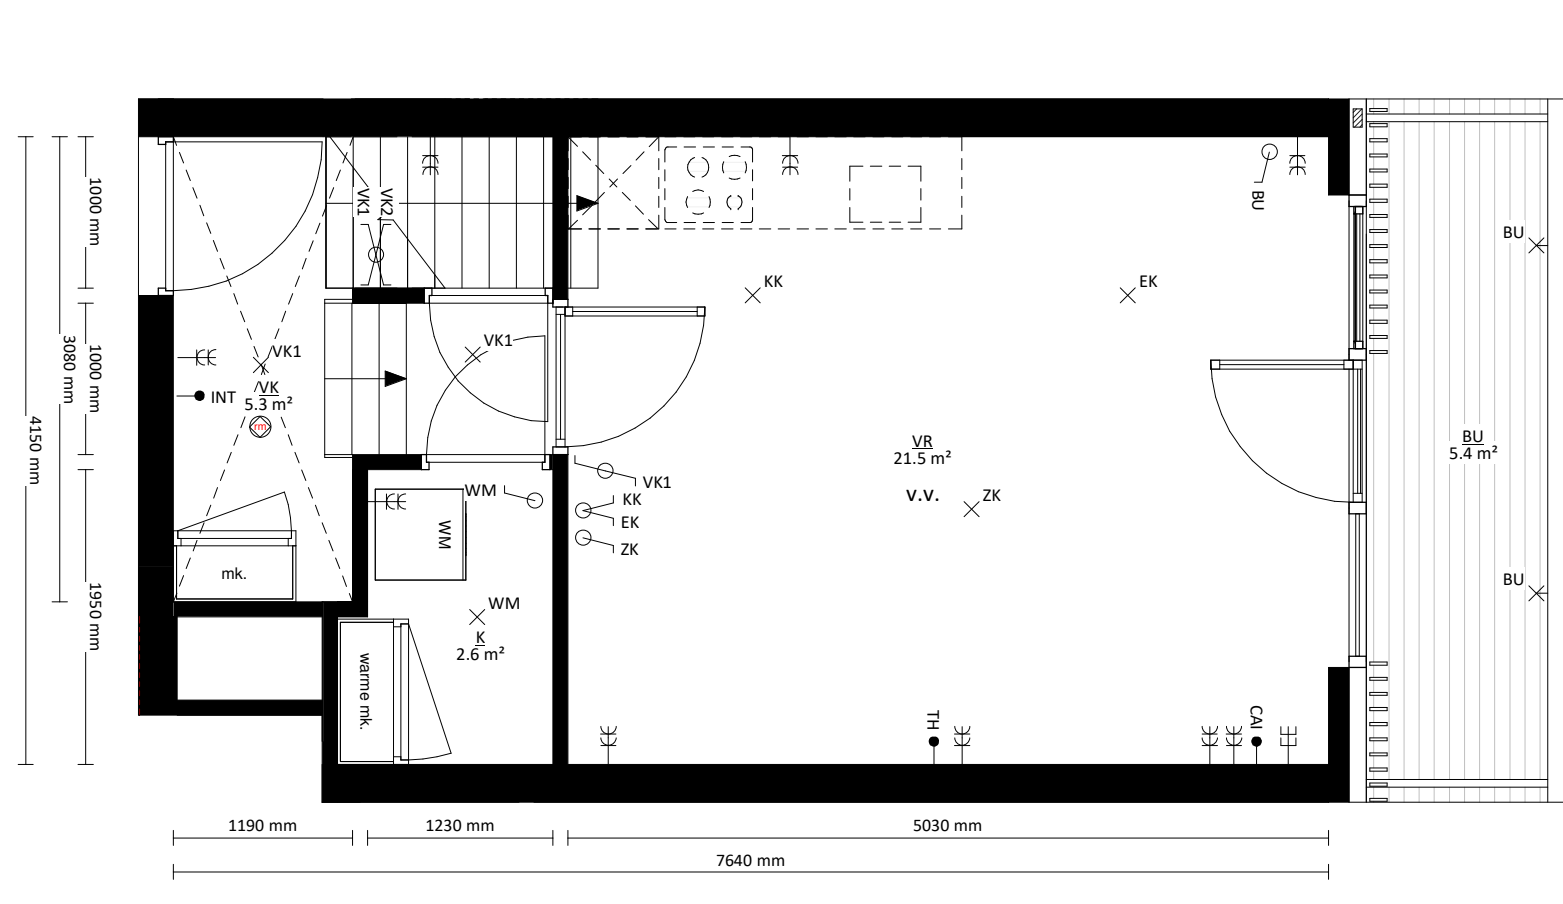 VK1
VK2
BU
BU
KK
EK
VK1
VK1
INT
VK
5.3 m²
rm
1000 mm
1000 mm
3080 mm
4150 mm
1950 mm
VR
21.5 m²
v.v.
ZK
BU
5.4 m²
VK1
KK
EK
ZK
WM
WM
mk.
WM
K
2.6 m²
warme mk.
BU
TH
CAI
1190 mm
1230 mm
5030 mm
7640 mm